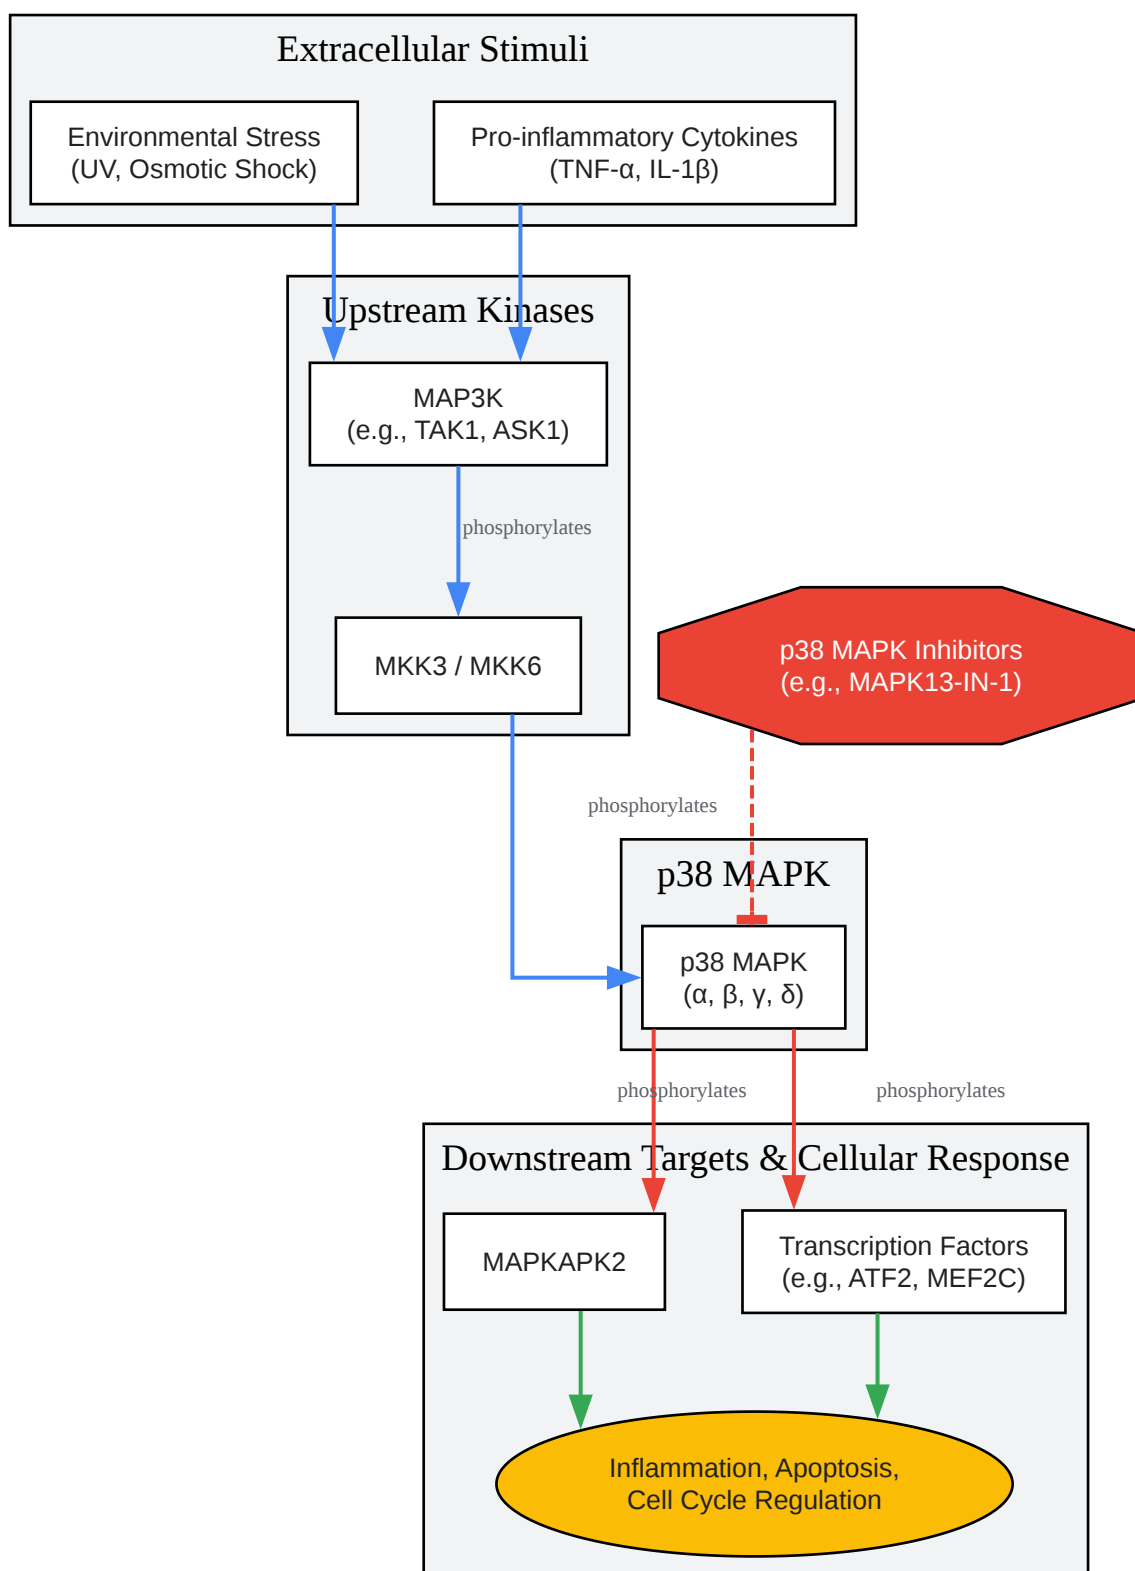 Extracellular Stimuli
Environmental Stress
(UV, Osmotic Shock)
Pro-inflammatory Cytokines
(TNF-α, IL-1β)
Upstream Kinases
MAP3K
(e.g., TAK1, ASK1)
phosphorylates
MKK3 / MKK6
p38 MAPK Inhibitors
(e.g., MAPK13-IN-1)
phosphorylates
p38 MAPK
p38 MAPK
(α, β, γ, δ)
phosphorylates
phosphorylates
Downstream Targets & Cellular Response
MAPKAPK2
Transcription Factors
(e.g., ATF2, MEF2C)
Inflammation, Apoptosis,
Cell Cycle Regulation